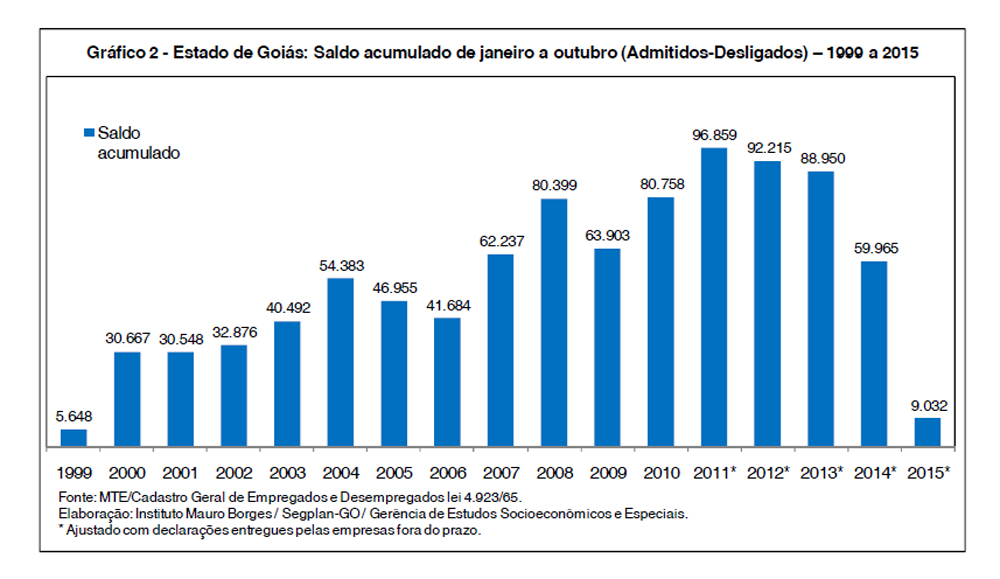 Gráfico 2 - Estado de Goiás: Saldo acumulado de janeiro a outubro (Admitidos-Desligados) – 1999 a 2015
Saldo
acumulado
5.648
30.667
30.548
32.876
40.492
54.383
46.955
41.684
62.237
80.399
63.903
80.758
96.859
92.215
88.950
59.965
9.032
1999 2000 2001 2002 2003 2004 2005 2006 2007 2008 2009 2010 2011* 2012* 2013* 2014* 2015*
Fonte: MTE/Cadastro Geral de Empregados e Desempregados lei 4.923/65.
Elaboração: Instituto Mauro Borges / Segplan-GO / Gerência de Estudos Socioeconômicos e Especiais.
* Ajustado com declarações entregues pelas empresas fora do prazo.